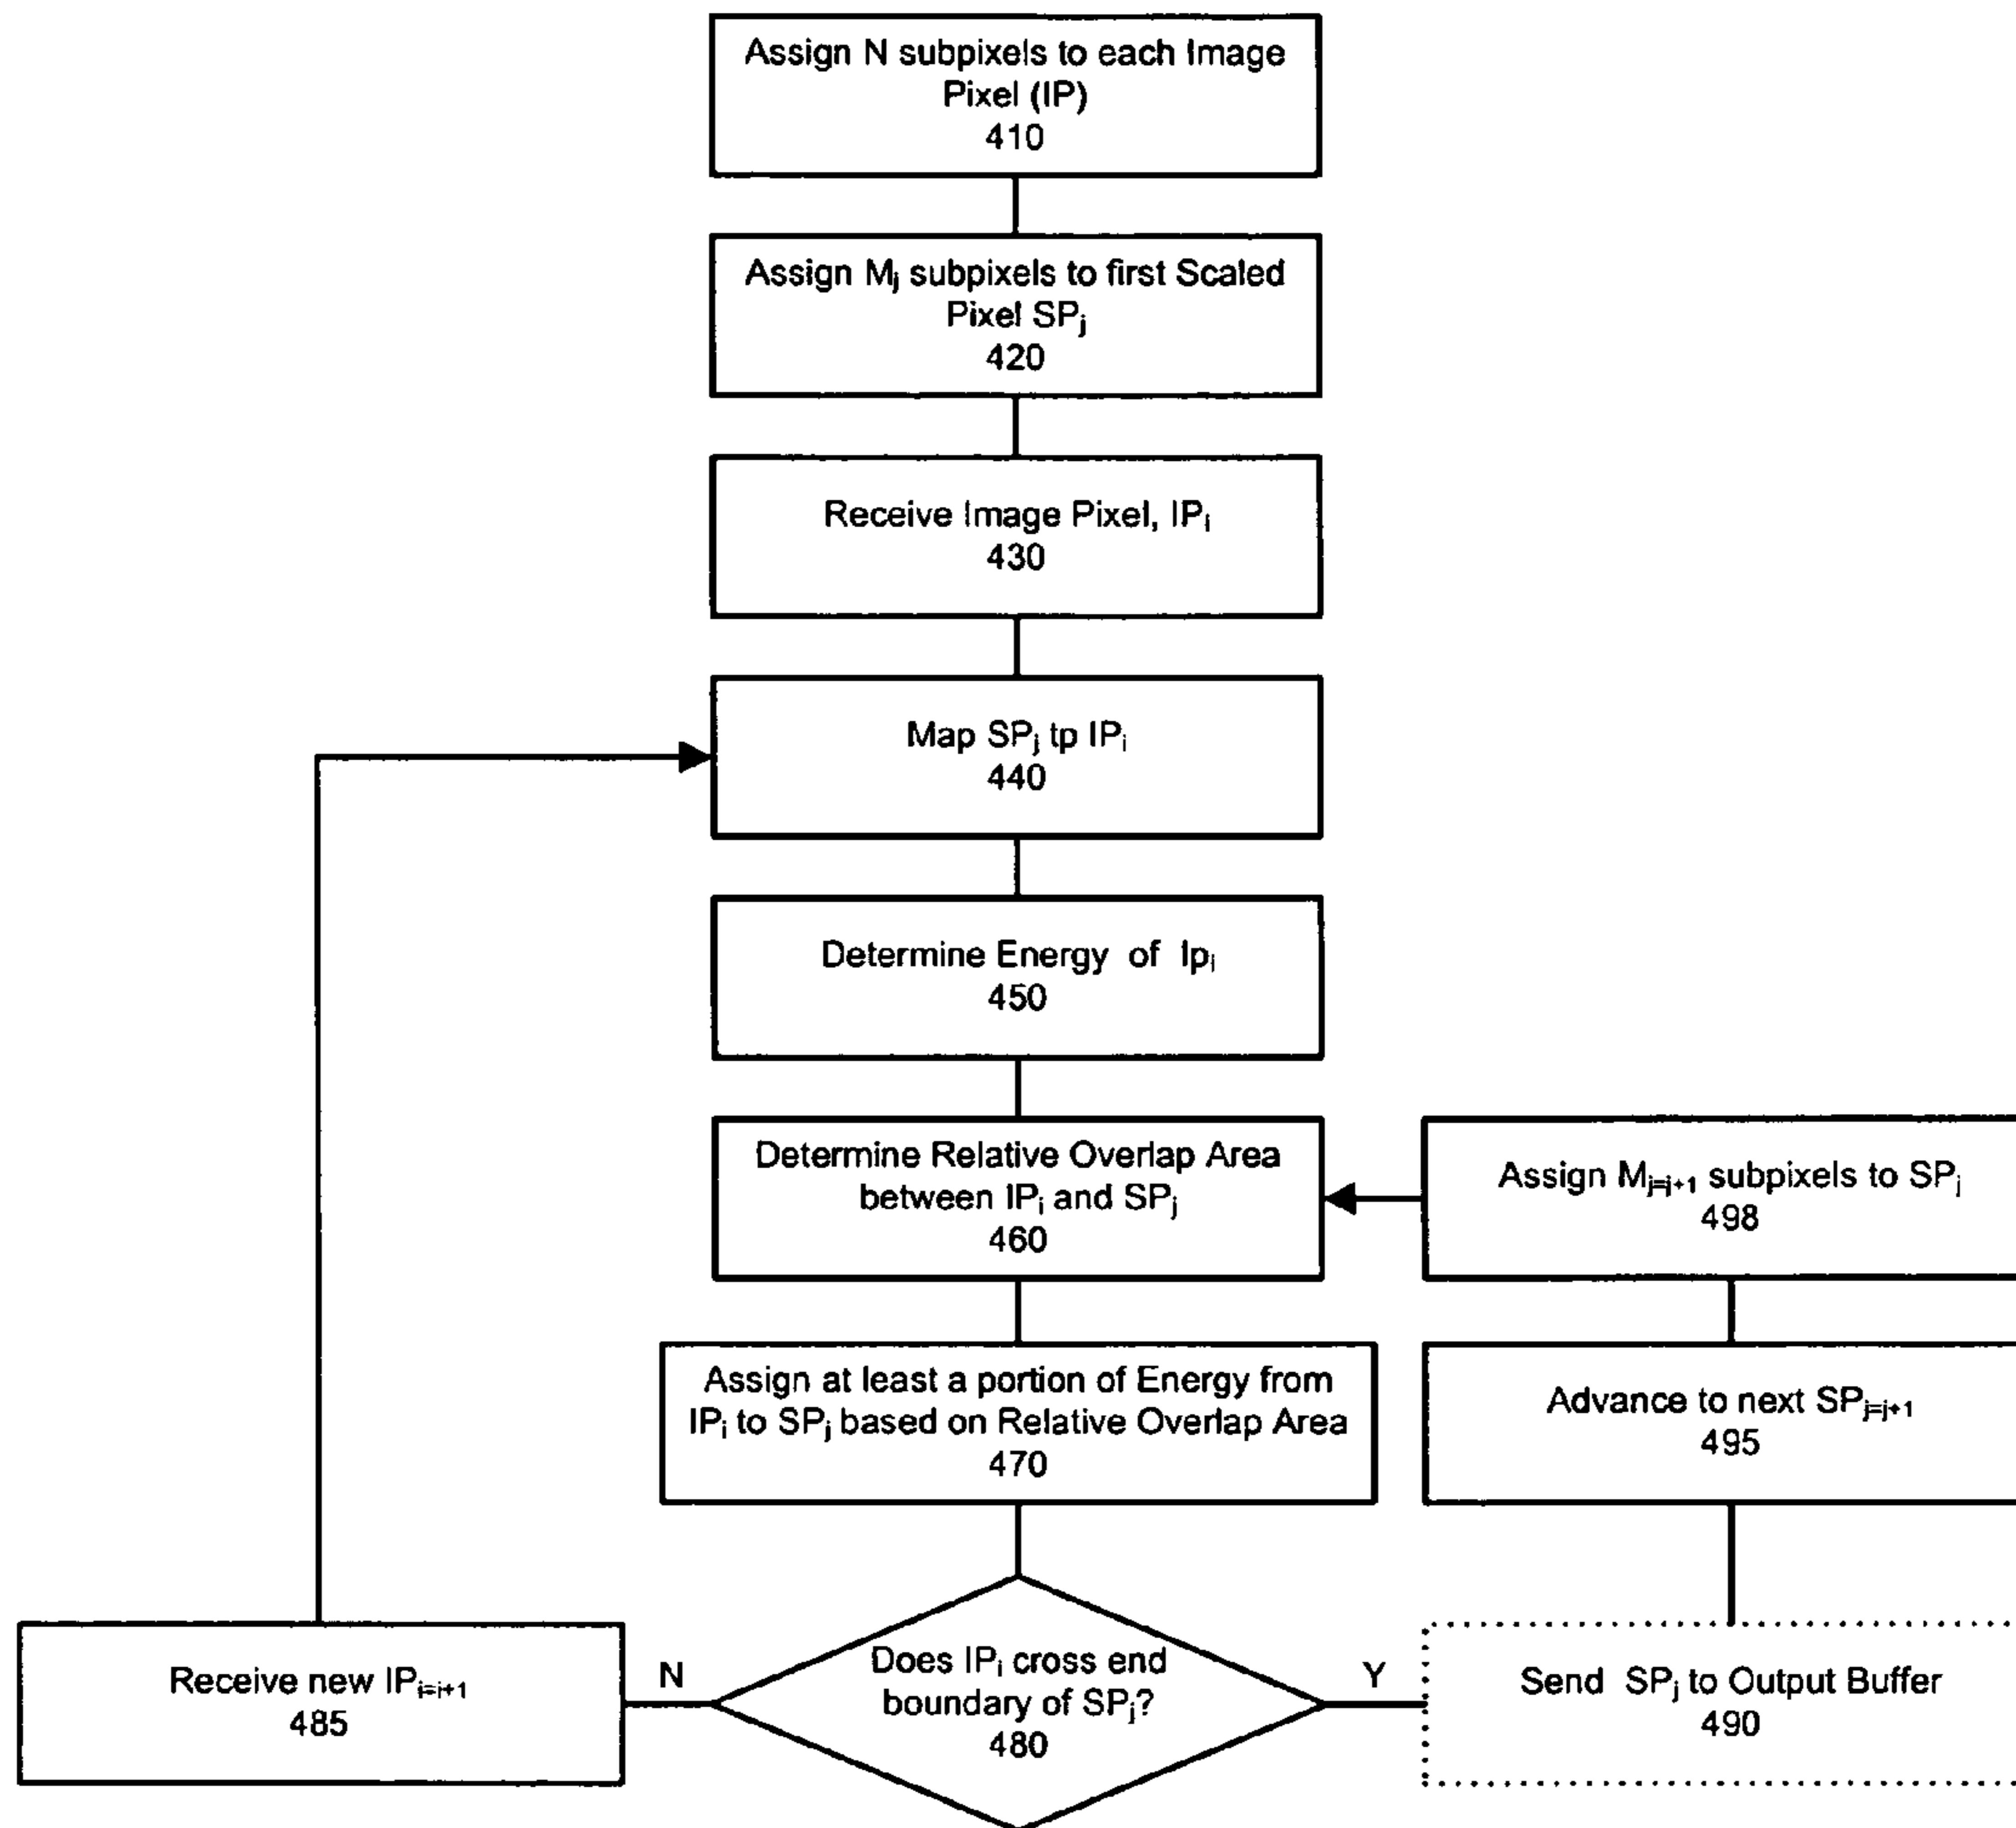 Assign N subpixels to each Image
Pixel (IP)
410
Assign Mj subpixels to first Scaled
Pixel SPj
420
Receive Image Pixel, IPi
430
Map SPj tp IPi
440
Determine Energy of Ipi
450
Determine Relative Overlap Area
between IPi and SPj
460
Assign Mj=j+1 subpixels to SPj
498
Assign at least a portion of Energy from
IPi to SPj based on Relative Overlap Area
470
Advance to next SPj=j+1
495
Receive new IPi=i+1
485
N
Does IPi cross end
boundary of SPj?
480
Y
Send SPj to Output Buffer
490